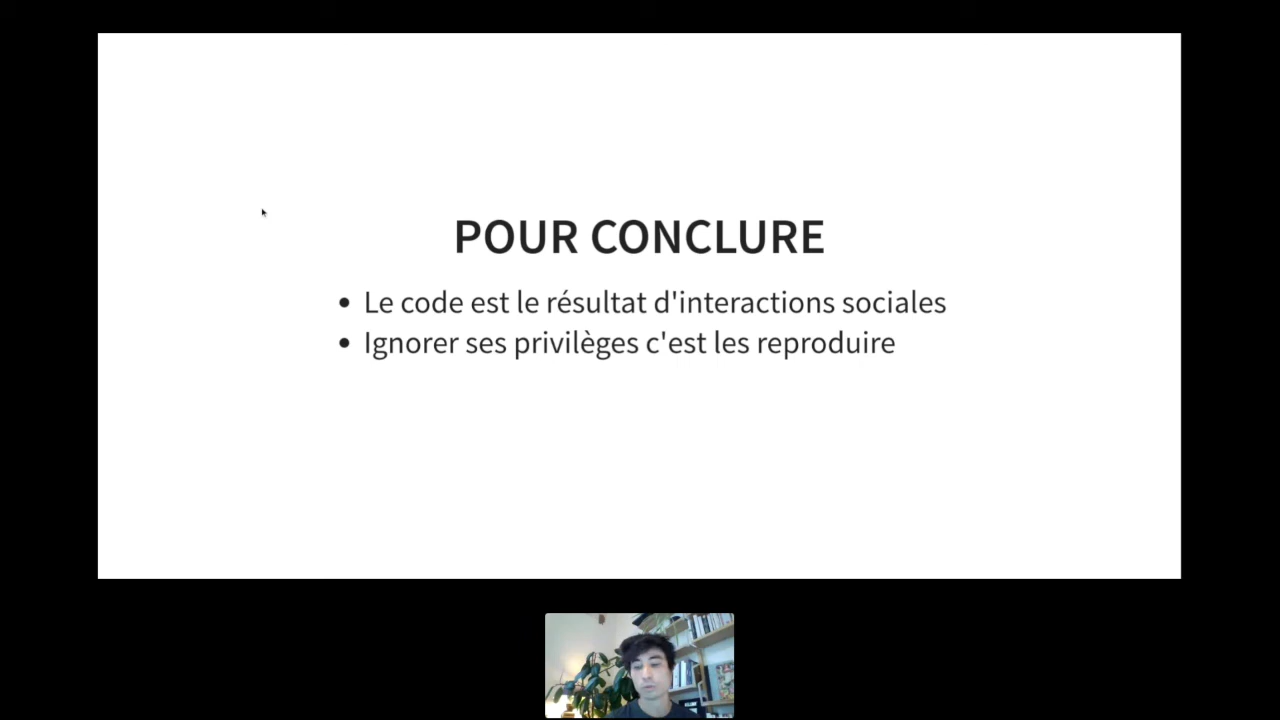 POUR CONCLURE
Le code est le résultat d'interactions sociales
Ignorer ses privilèges c'est les reproduire